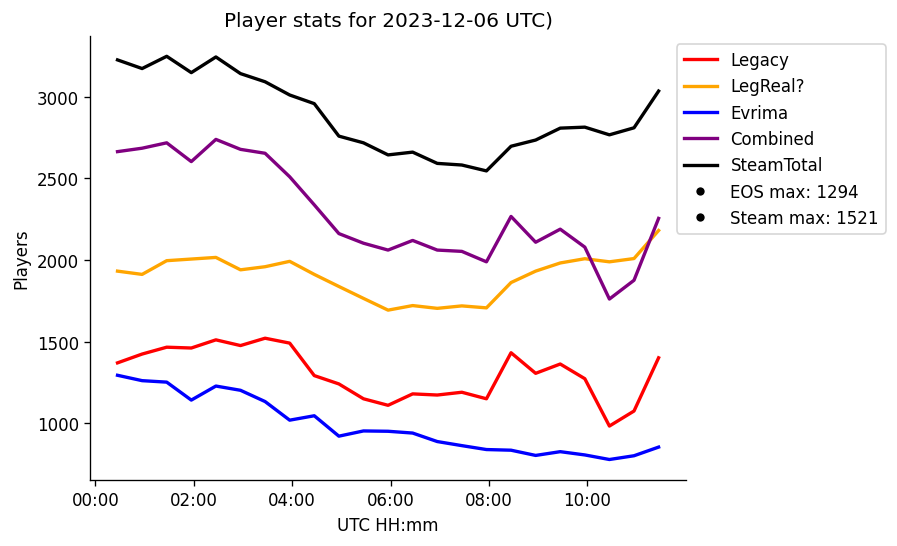 Player stats for 2023-12-06 UTC)
Legacy
LegReal?
Evrima
Combined
SteamTotal
EOS max: 1294
Steam max: 1521
Players
3000
2500
2000
1500
1000
00:00 02:00 04:00 06:00 08:00 10:00
UTC HH:mm